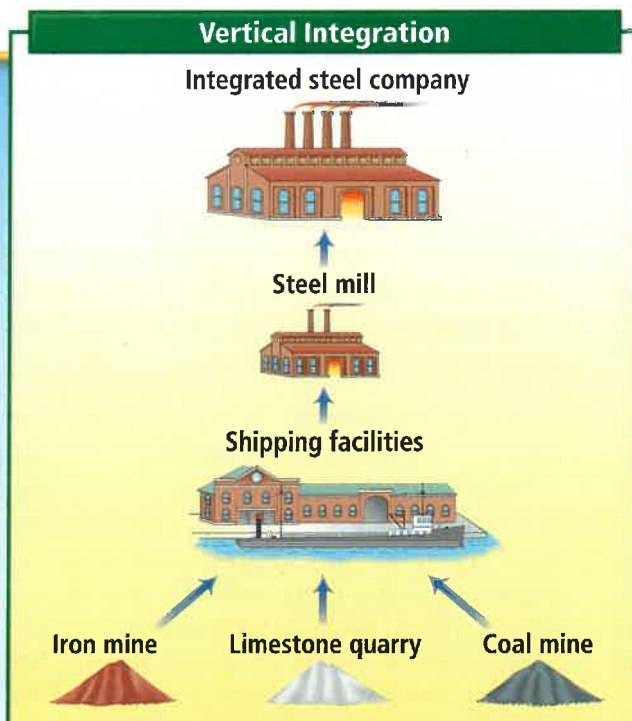 Vertical Integration
Integrated steel company
Steel mill
Shipping facilities
Iron mine Limestone quarry Coal mine